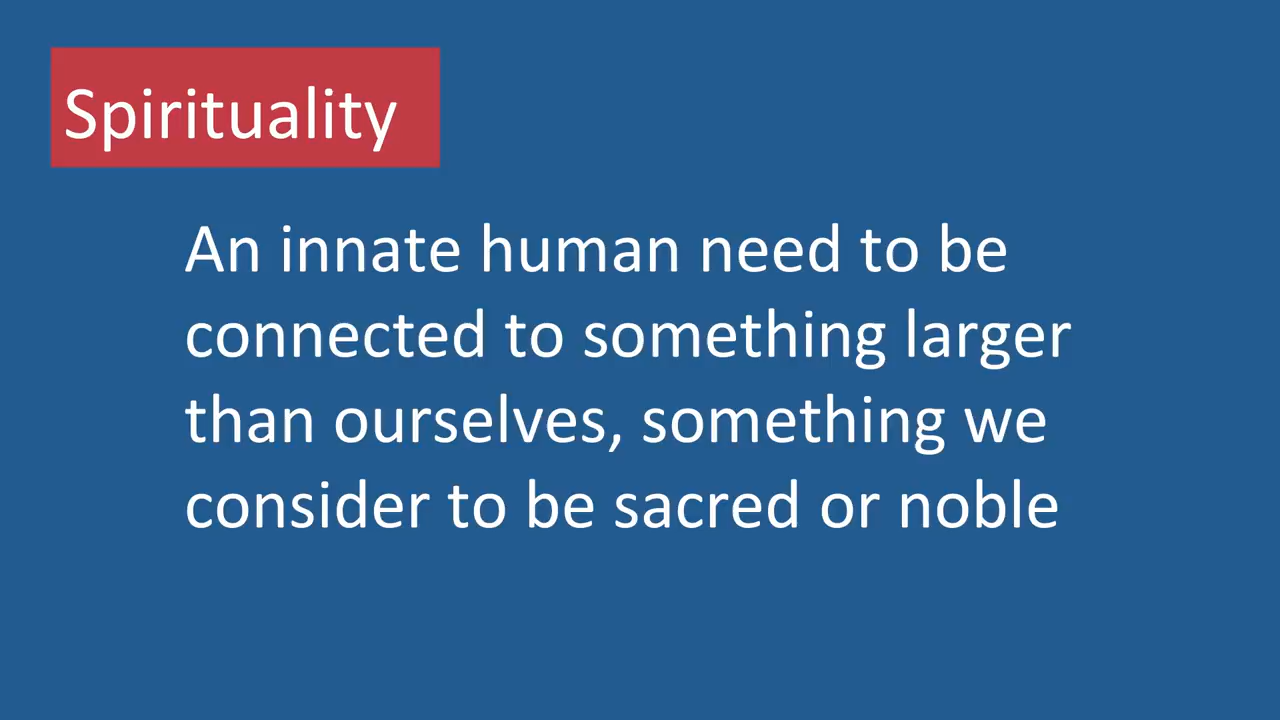 Spirituality
An innate human need to be
connected to something larger
than ourselves, something we
consider to be sacred or noble